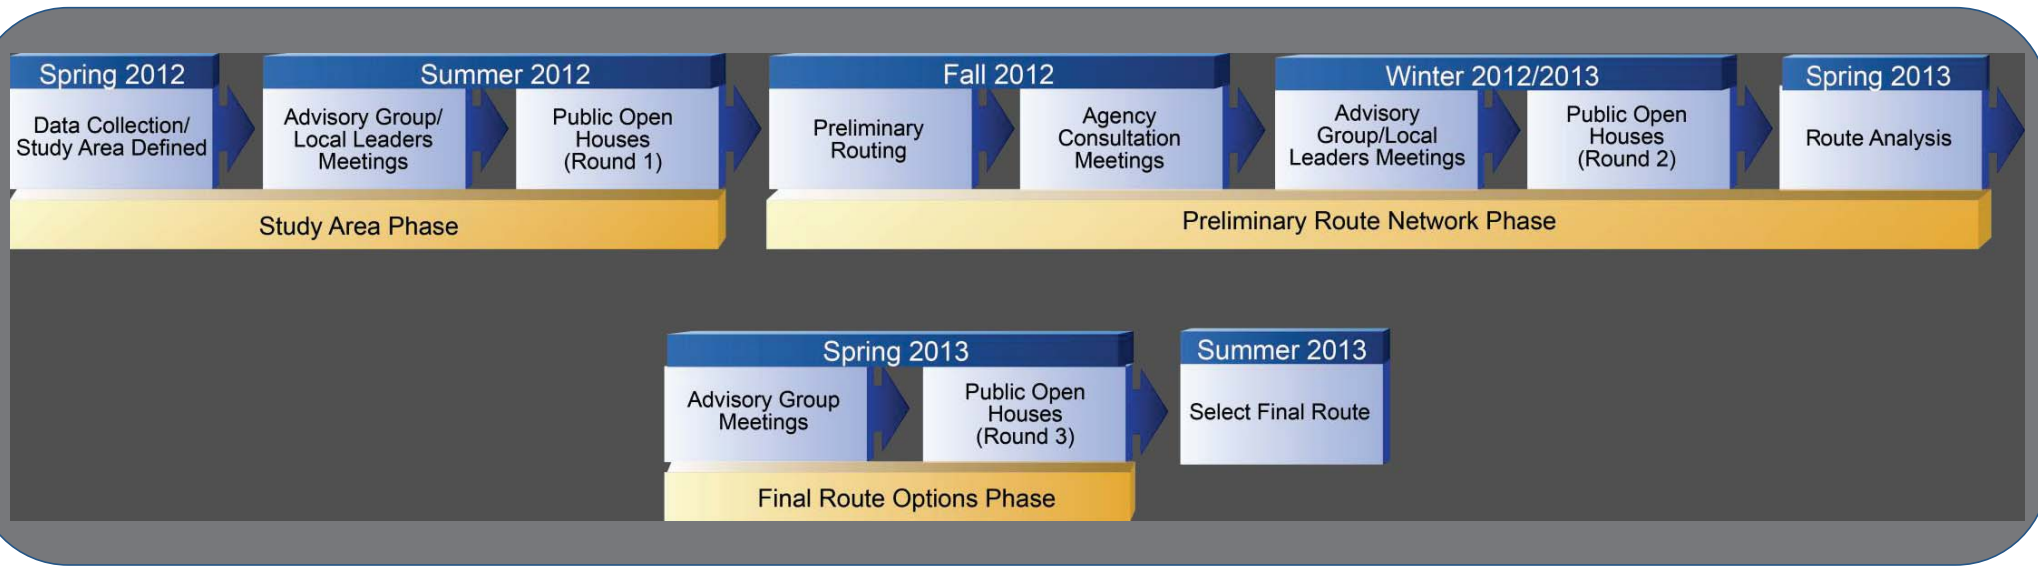 Spring 2012
Data Collection/
Study Area Defined
Summer 2012
Advisory Group/
Local Leaders
Meetings
Public Open
Houses
(Round 1)
Study Area Phase
Fall 2012
Preliminary
Routing
Agency
Consultation
Meetings
Winter 2012/2013
Advisory
Group/Local
Leaders Meetings
Public Open
Houses
(Round 2)
Spring 2013
Route Analysis
Preliminary Route Network Phase
Spring 2013
Advisory Group
Meetings
Public Open
Houses
(Round 3)
Final Route Options Phase
Summer 2013
Select Final Route